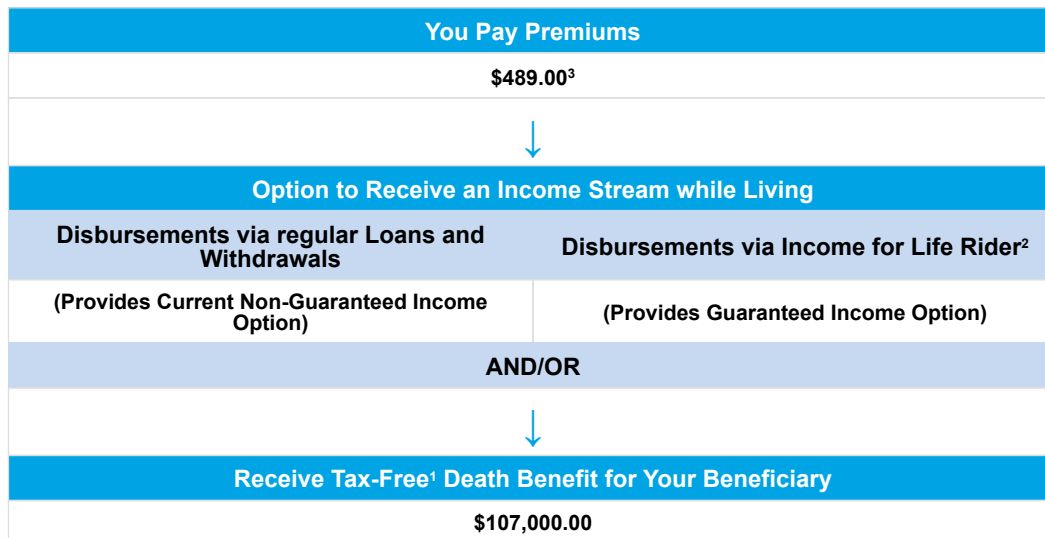 You Pay Premiums
$489.00³
↓
Option to Receive an Income Stream while Living
Disbursements via regular Loans and
Withdrawals
Disbursements via Income for Life Rider²
(Provides Current Non-Guaranteed Income
Option)
(Provides Guaranteed Income Option)
AND/OR
↓
Receive Tax-Free¹ Death Benefit for Your Beneficiary
$107,000.00